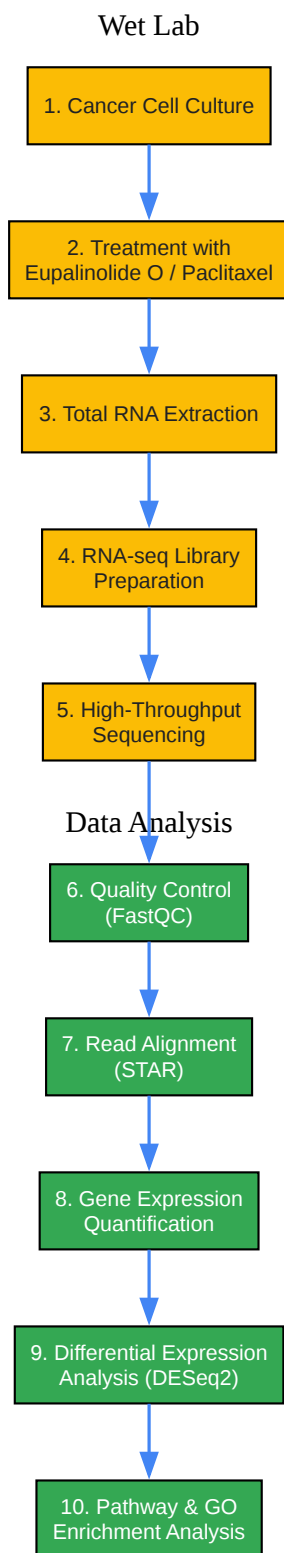 Wet Lab
1. Cancer Cell Culture
2. Treatment with
Eupalinolide O / Paclitaxel
3. Total RNA Extraction
4. RNA-seq Library
Preparation
5. High-Throughput
Sequencing
Data Analysis
6. Quality Control
(FastQC)
7. Read Alignment
(STAR)
8. Gene Expression
Quantification
9. Differential Expression
Analysis (DESeq2)
10. Pathway & GO
Enrichment Analysis